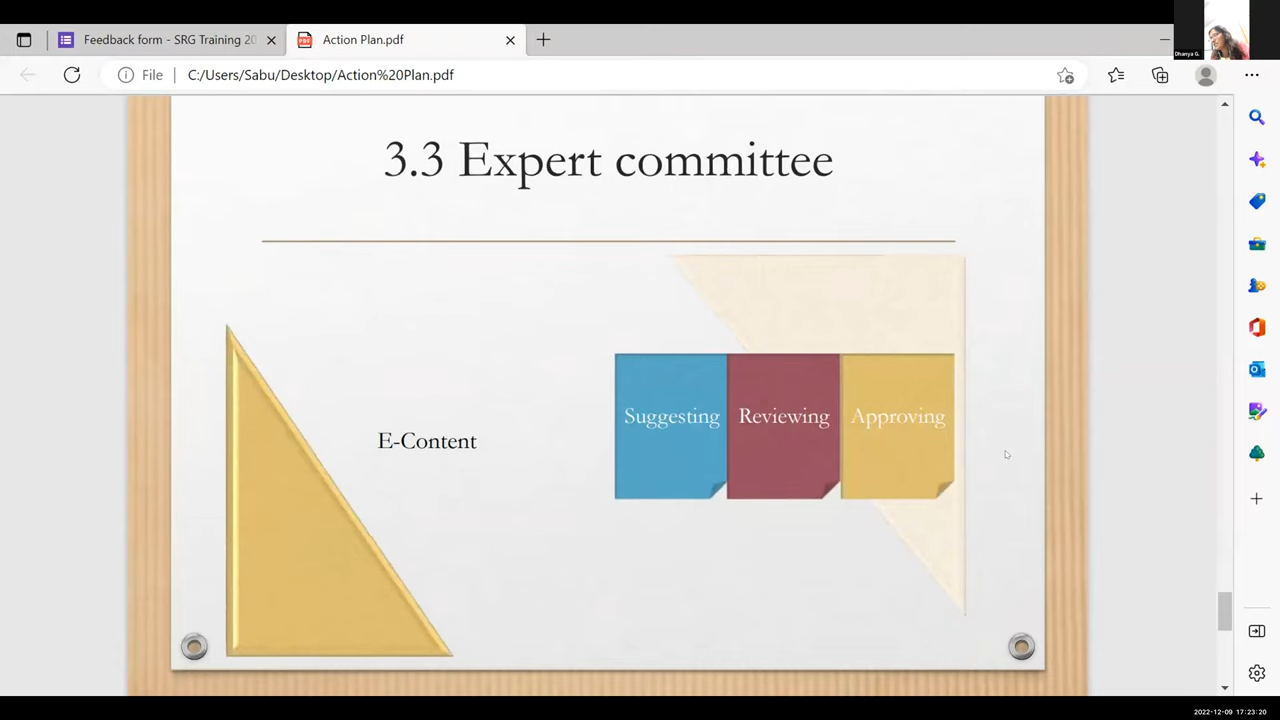 Feedback form - SRG Training 20
Action Plan.pdf
Dhanya G.
File
C:/Users/Sabu/Desktop/Action%20Plan.pdf
3.3 Expert committee
E-Content
Suggesting
Reviewing
Approving
2022-12-09 17:23:20